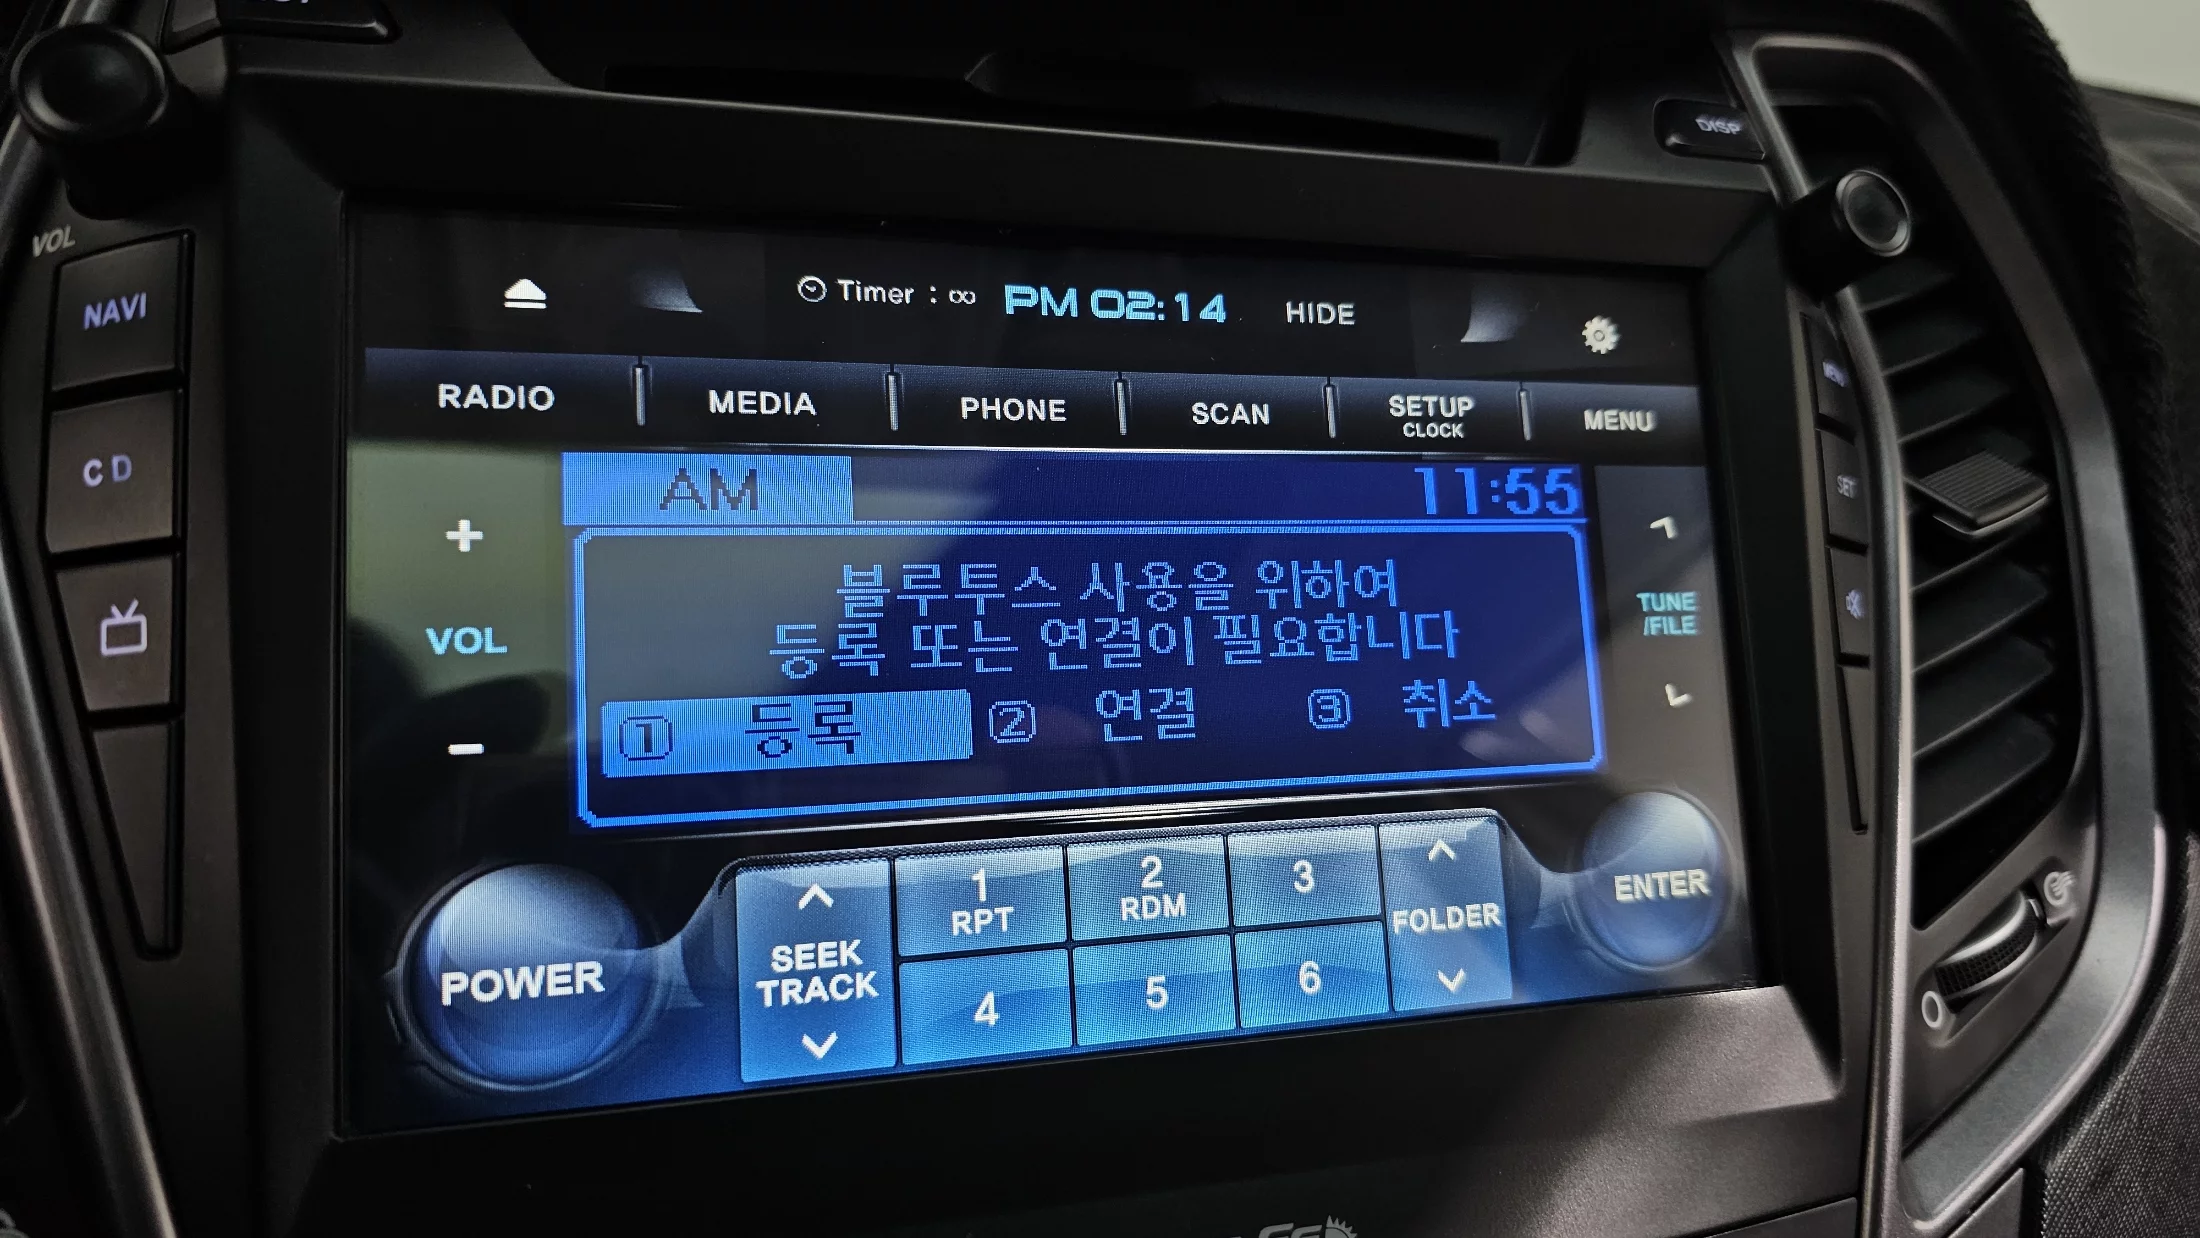 DISP
VOL
NAVI
CD
Timer : ∞ PM 02:14 HIDE
RADIO MEDIA PHONE SCAN SETUP MENU
CLOCK
AM 11:55
블루투스 사용을 위하여
등록 또는 연결이 필요합니다
① 등록 ② 연결 ③ 취소
+
VOL
-
TUNE
/FILE
SET
POWER
SEEK
TRACK
1
RPT
2
RDM
3
4
5
6
FOLDER
ENTER